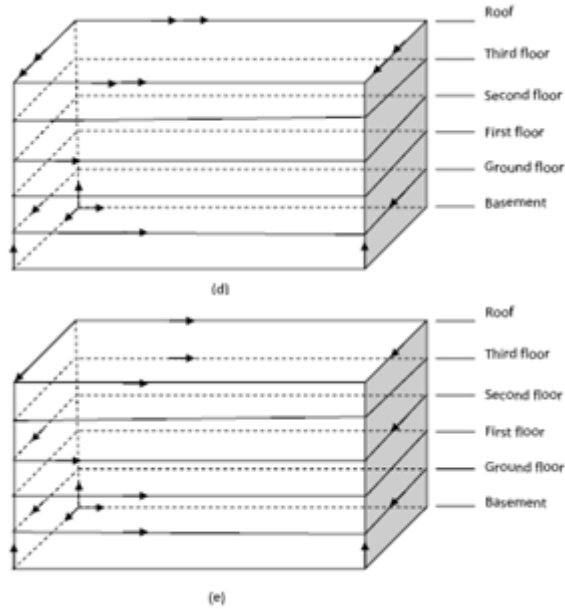 Roof
Third floor
Second floor
First floor
Ground floor
Basement
(d)
Roof
Third floor
Second floor
First floor
Ground floor
Basement
(e)